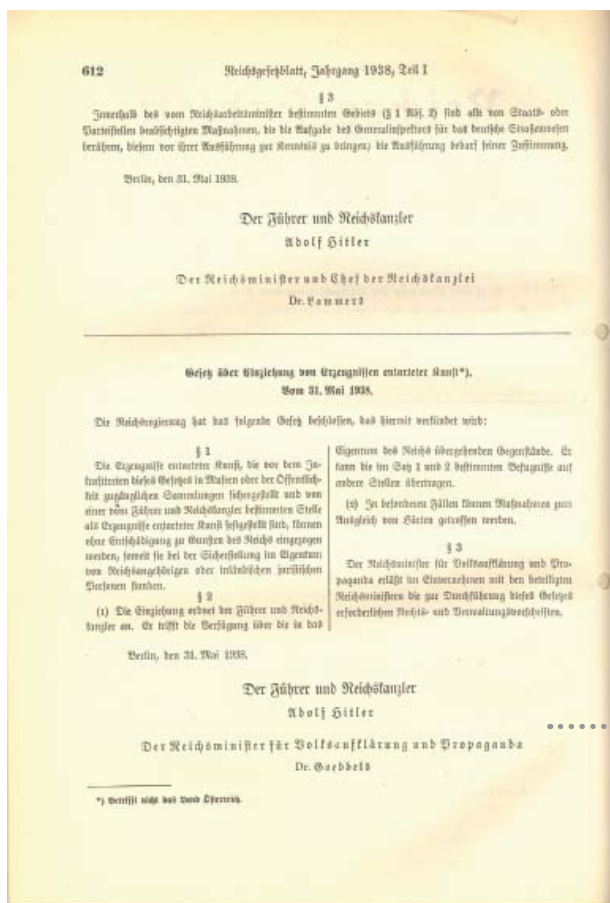 612
Reichsgesetzblatt, Jahrgang 1938, Teil I
§ 3
Innerhalb des vom Reichsarbeitsminister bestimmten Gebiets (§ 1 Abs. 2) sind alle von Staats- oder
Parteistellen beabsichtigten Maßnahmen, die die Aufgabe des Generalinspektors für das deutsche Straßenwesen
berühren, diesem vor ihrer Ausführung zur Kenntnis zu bringen; die Ausführung bedarf seiner Zustimmung.
Berlin, den 31. Mai 1938.
Der Führer und Reichskanzler
Adolf Hitler
Der Reichsminister und Chef der Reichskanzlei
Dr. Lammers
Gesetz über Einziehung von Erzeugnissen entarteter Kunst*).
Vom 31. Mai 1938.
Die Reichsregierung hat das folgende Gesetz beschlossen, das hiermit verkündet wird:
§ 1
Die Erzeugnisse entarteter Kunst, die vor dem In-
krafttreten dieses Gesetzes in Museen oder der Öffentlich-
keit zugänglichen Sammlungen sichergestellt und von
einer vom Führer und Reichskanzler bestimmten Stelle
als Erzeugnisse entarteter Kunst festgestellt sind, können
ohne Entschädigung zu Gunsten des Reichs eingezogen
werden, soweit sie bei der Sicherstellung im Eigentum
von Reichsangehörigen oder inländischen juristischen
Personen standen.
§ 2
(1) Die Einziehung ordnet der Führer und Reichs-
kanzler an. Er trifft die Verfügung über die in das
Eigentum des Reichs übergehenden Gegenstände. Er
kann die im Satz 1 und 2 bestimmten Befugnisse auf
andere Stellen übertragen.
(2) In besonderen Fällen können Maßnahmen zum
Ausgleich von Härten getroffen werden.
§ 3
Der Reichsminister für Volksaufklärung und Pro-
paganda erläßt im Einvernehmen mit den beteiligten
Reichsministern die zur Durchführung dieses Gesetzes
erforderlichen Rechts- und Verwaltungsvorschriften.
Berlin, den 31. Mai 1938.
Der Führer und Reichskanzler
Adolf Hitler
Der Reichsminister für Volksaufklärung und Propaganda
Dr. Goebbels
*) Betrifft nicht das Land Österreich.